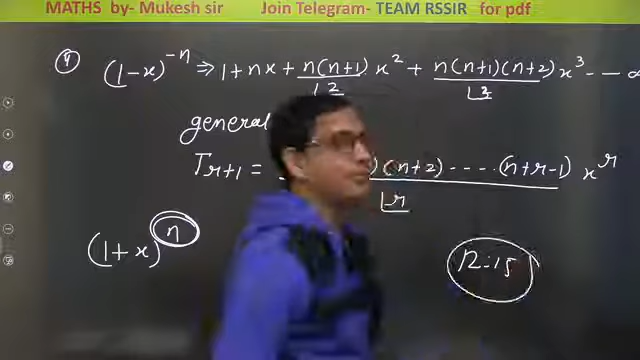 MATHS by- Mukesh sir Join Telegram- TEAM RSSIR for pdf
④ (1-x)^{-n} ⇒ 1 + nx + n(n+1)/⌊2 x² + n(n+1)(n+2)/⌊3 x³ - - - ∞
general
T_{r+1} = )(n+2) ---- (n+r-1)/⌊r x^r
(1+x)^n
12:15